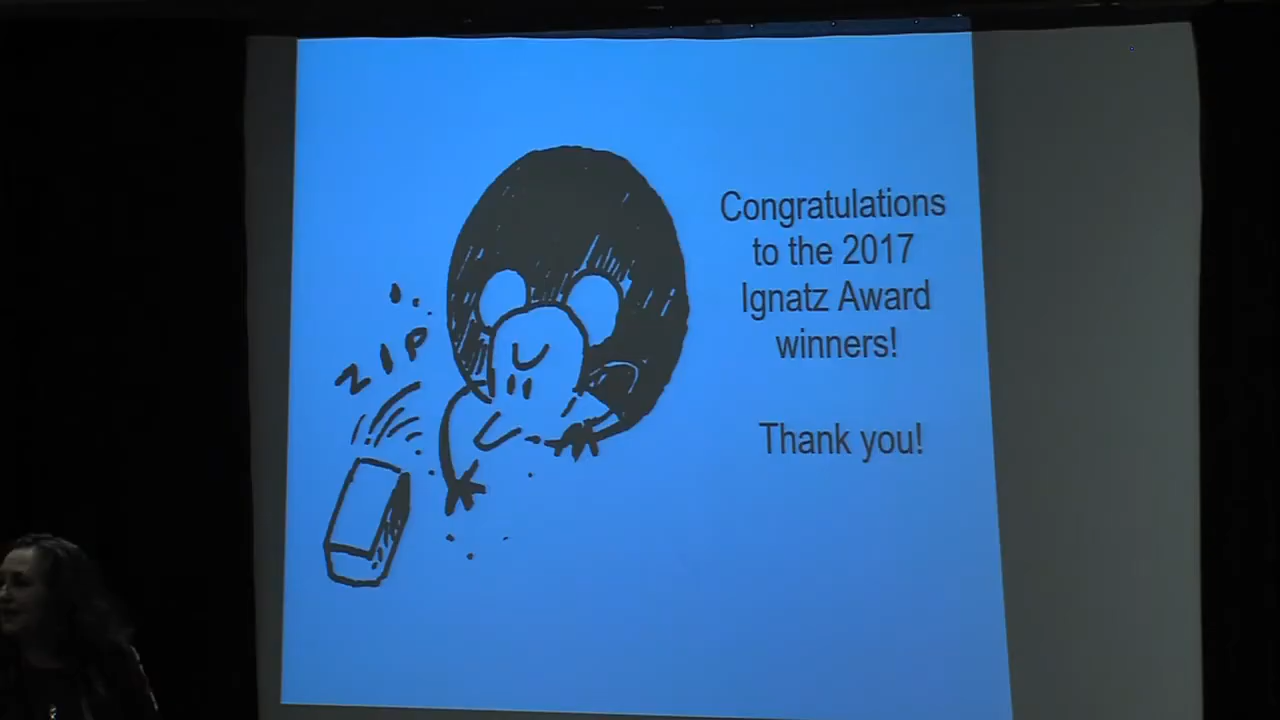 ZIP
Congratulations
to the 2017
Ignatz Award
winners!
Thank you!